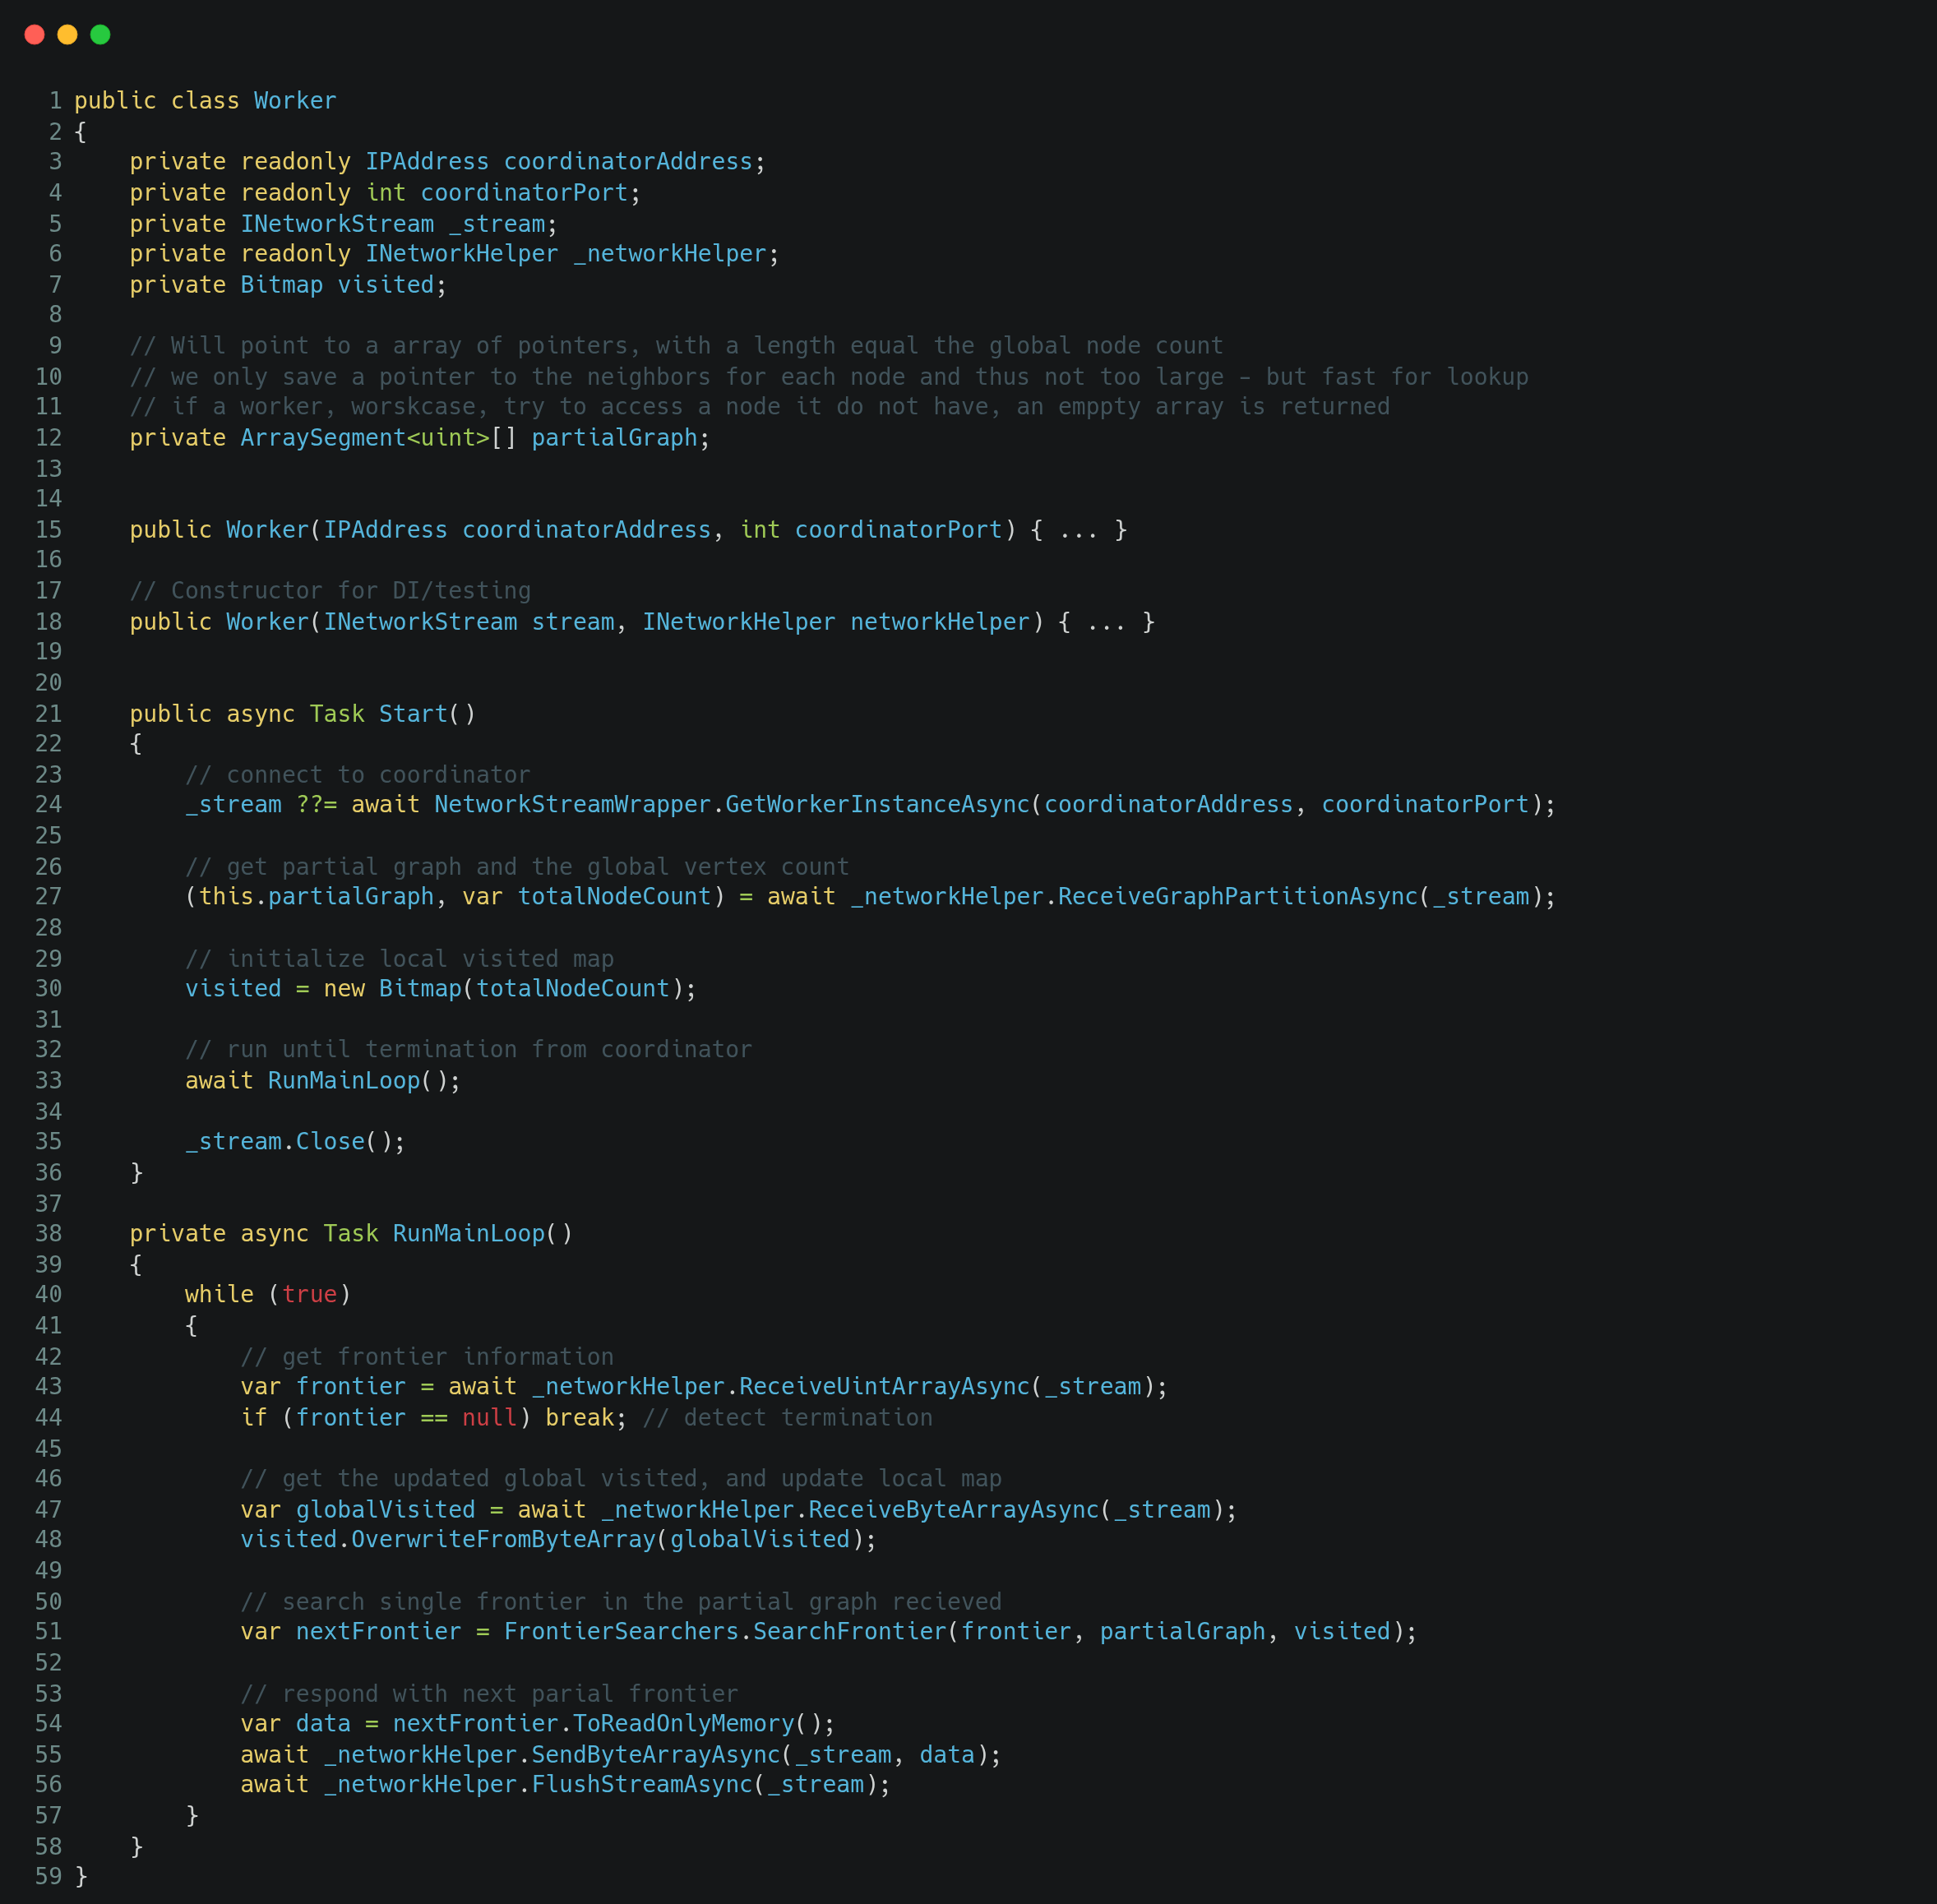 1 public class Worker
2 {
3     private readonly IPAddress coordinatorAddress;
4     private readonly int coordinatorPort;
5     private INetworkStream _stream;
6     private readonly INetworkHelper _networkHelper;
7     private Bitmap visited;
8
9     // Will point to a array of pointers, with a length equal the global node count
10     // we only save a pointer to the neighbors for each node and thus not too large - but fast for lookup
11     // if a worker, worskcase, try to access a node it do not have, an emppty array is returned
12     private ArraySegment<uint>[] partialGraph;
13
14
15     public Worker(IPAddress coordinatorAddress, int coordinatorPort) { ... }
16
17     // Constructor for DI/testing
18     public Worker(INetworkStream stream, INetworkHelper networkHelper) { ... }
19
20
21     public async Task Start()
22     {
23         // connect to coordinator
24         _stream ??= await NetworkStreamWrapper.GetWorkerInstanceAsync(coordinatorAddress, coordinatorPort);
25
26         // get partial graph and the global vertex count
27         (this.partialGraph, var totalNodeCount) = await _networkHelper.ReceiveGraphPartitionAsync(_stream);
28
29         // initialize local visited map
30         visited = new Bitmap(totalNodeCount);
31
32         // run until termination from coordinator
33         await RunMainLoop();
34
35         _stream.Close();
36     }
37
38     private async Task RunMainLoop()
39     {
40         while (true)
41         {
42             // get frontier information
43             var frontier = await _networkHelper.ReceiveUintArrayAsync(_stream);
44             if (frontier == null) break; // detect termination
45
46             // get the updated global visited, and update local map
47             var globalVisited = await _networkHelper.ReceiveByteArrayAsync(_stream);
48             visited.OverwriteFromByteArray(globalVisited);
49
50             // search single frontier in the partial graph recieved
51             var nextFrontier = FrontierSearchers.SearchFrontier(frontier, partialGraph, visited);
52
53             // respond with next parial frontier
54             var data = nextFrontier.ToReadOnlyMemory();
55             await _networkHelper.SendByteArrayAsync(_stream, data);
56             await _networkHelper.FlushStreamAsync(_stream);
57         }
58     }
59 }